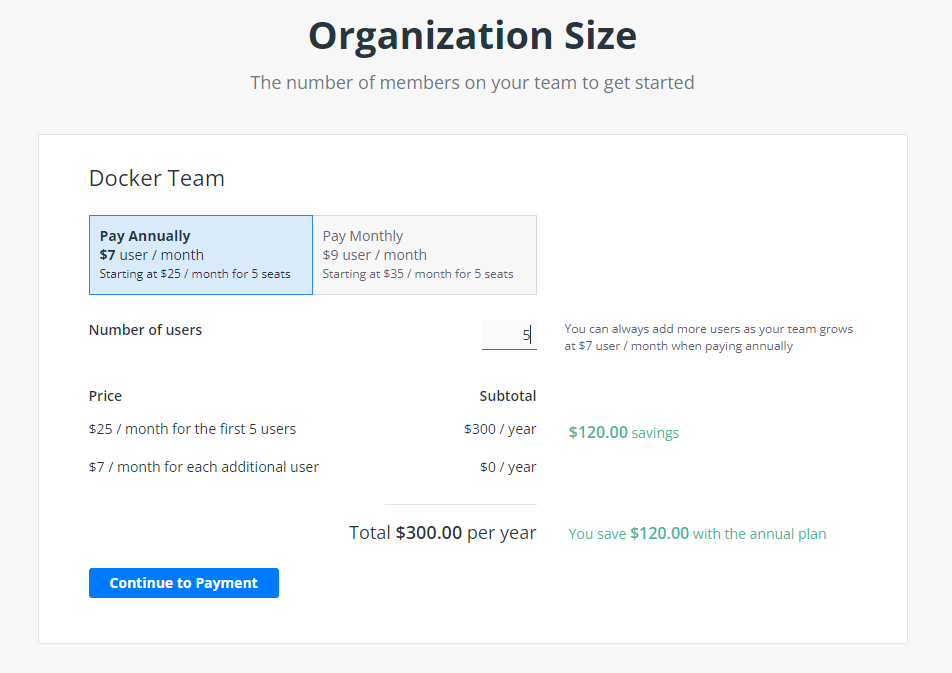 Organization Size
The number of members on your team to get started
Docker Team
Pay Annually
$7 user / month
Starting at $25 / month for 5 seats
Pay Monthly
$9 user / month
Starting at $35 / month for 5 seats
Number of users
5
You can always add more users as your team grows
at $7 user / month when paying annually
Price Subtotal
$25 / month for the first 5 users $300 / year $120.00 savings
$7 / month for each additional user $0 / year
Total $300.00 per year You save $120.00 with the annual plan
Continue to Payment